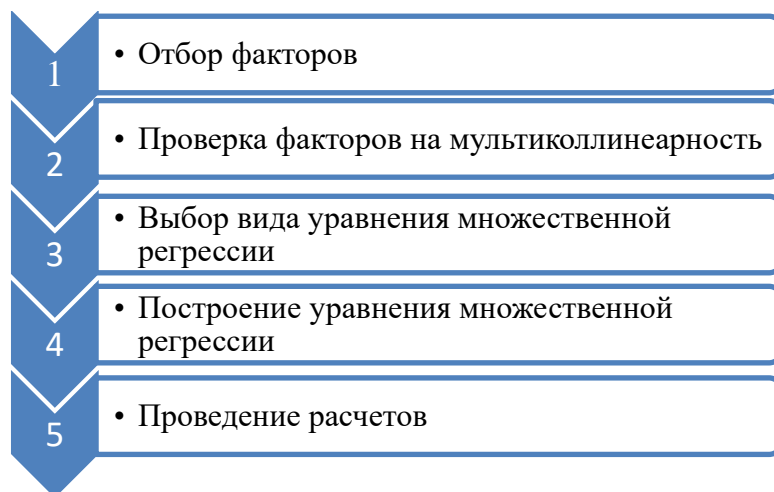 1
• Отбор факторов
2
• Проверка факторов на мультиколлинеарность
3
• Выбор вида уравнения множественной
регрессии
4
• Построение уравнения множественной
регрессии
5
• Проведение расчетов